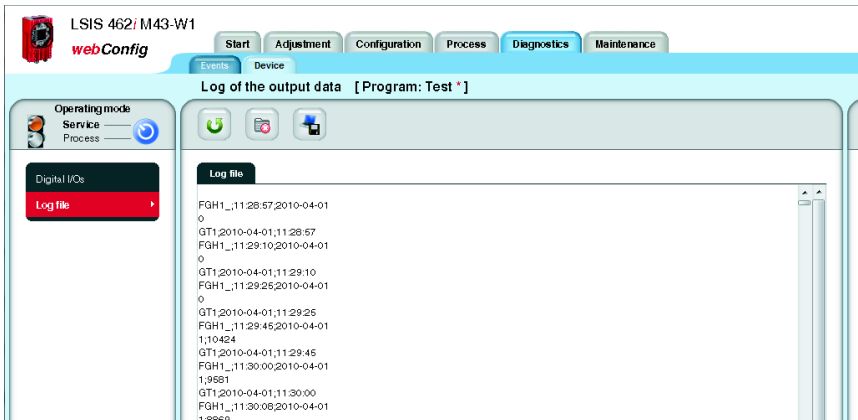 LSIS 462i M43-W1
webConfig
Start Adjustment Configuration Process Diagnostics Maintenance
Events Device
Log of the output data [ Program: Test * ]
Operating mode
Service
Process
Digital I/Os
Log file
Log file
FGH1_;11:28:57;2010-04-01
0
GT1;2010-04-01;11:28:57
FGH1_;11:29:10;2010-04-01
0
GT1;2010-04-01;11:29:10
FGH1_;11:29:25;2010-04-01
0
GT1;2010-04-01;11:29:25
FGH1_;11:29:45;2010-04-01
1;10424
GT1;2010-04-01;11:29:45
FGH1_;11:30:00;2010-04-01
1;9581
GT1;2010-04-01;11:30:00
FGH1_;11:30:08;2010-04-01